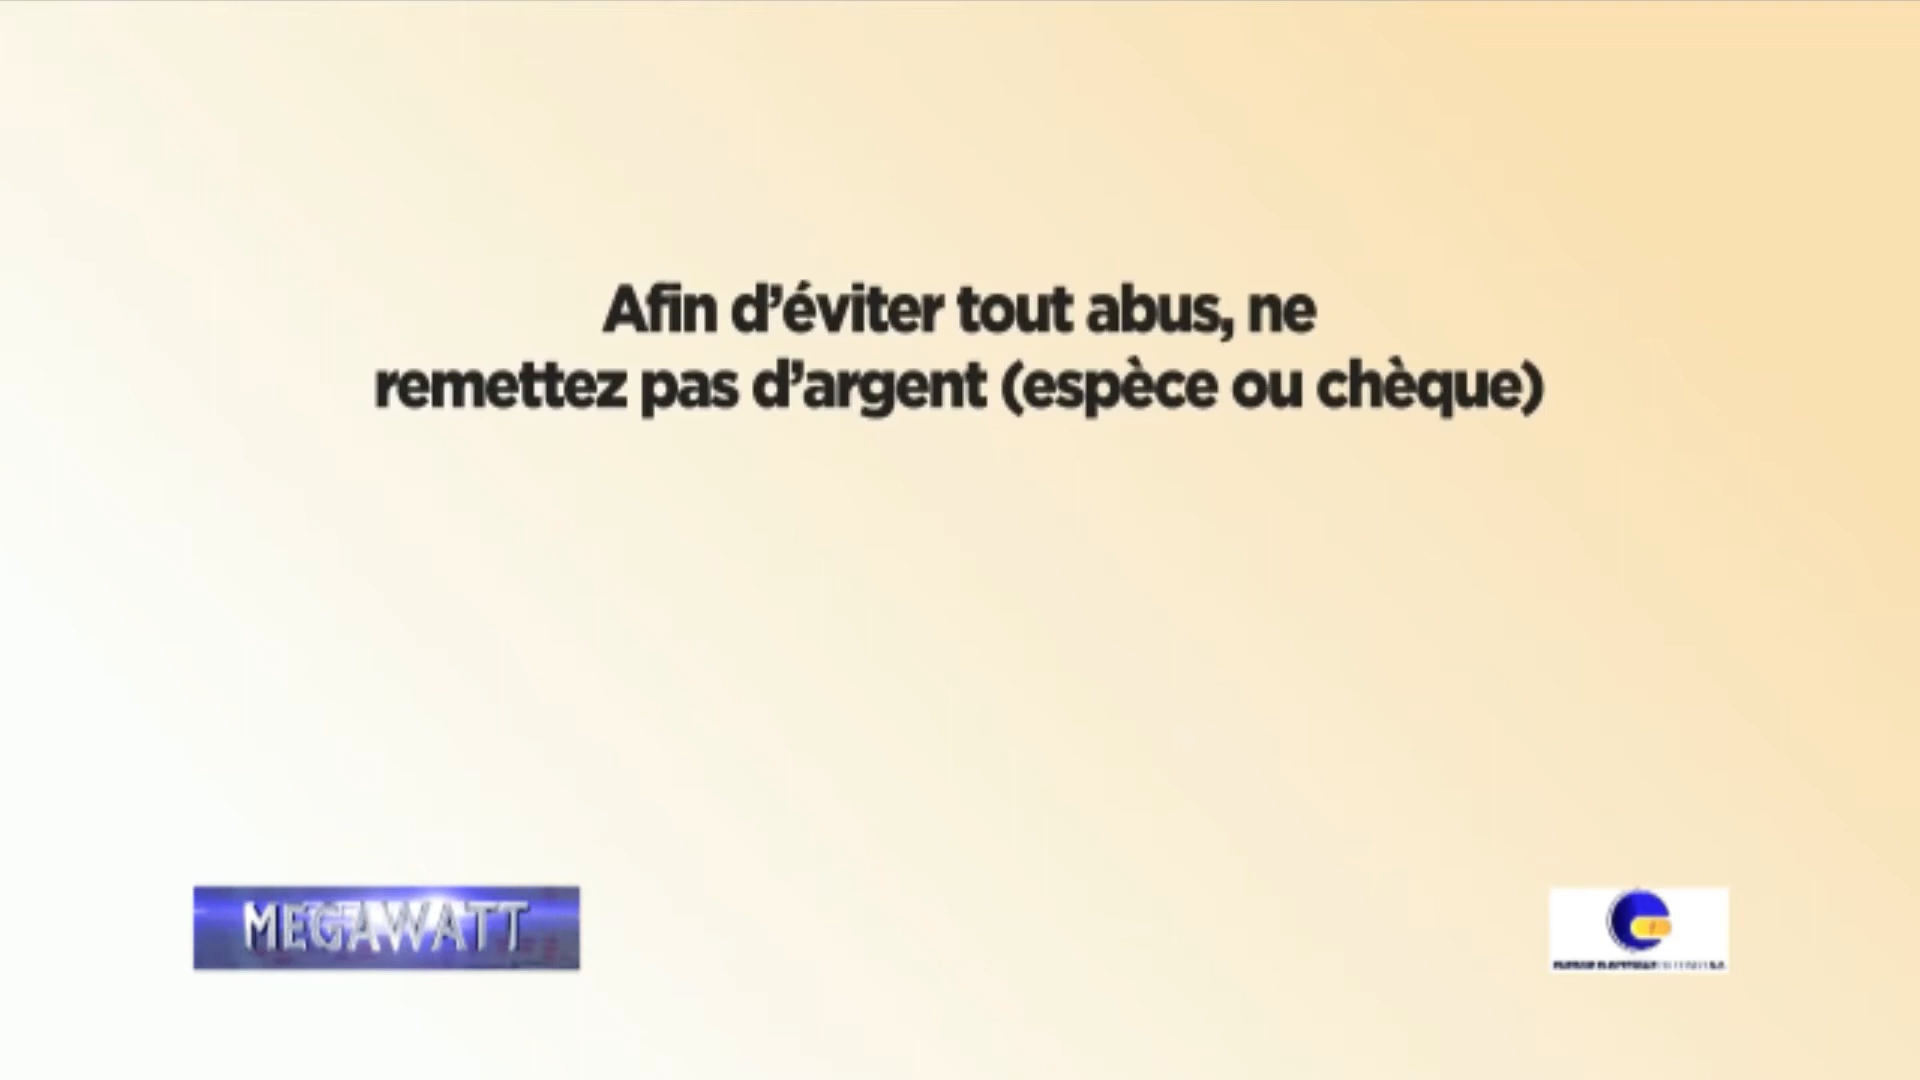 Afin d’éviter tout abus, ne
remettez pas d’argent (espèce ou chèque)
MEGAWATT